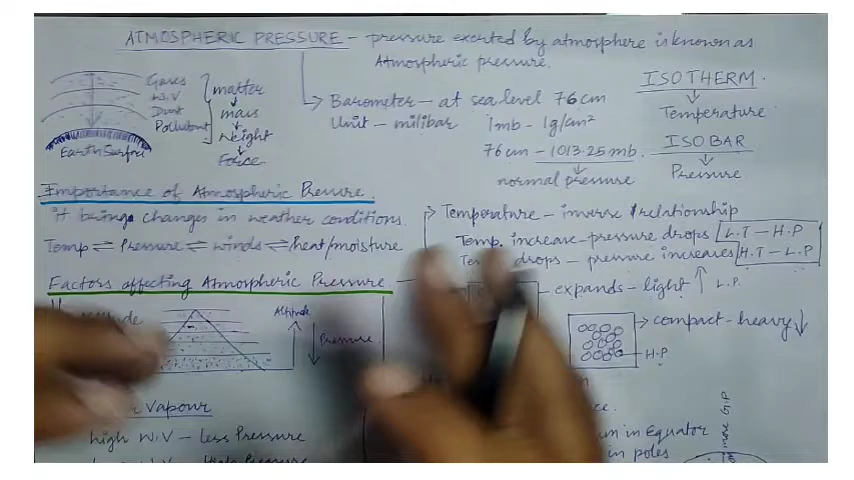 ATMOSPHERIC PRESSURE - pressure exerted by atmosphere is known as
Atmospheric pressure.
Gases
W.V
Dust
Pollutant
matter
mass
Weight
Force
Earth Surface
Barometer - at sea level 76 cm
Unit - milibar 1mb - 1g/cm²
76 cm - 1013.25 mb.
normal pressure
ISOTHERM.
Temperature
ISOBAR
Pressure
Importance of Atmospheric Pressure.
it brings changes in weather conditions.
Temp ⇌ Pressure ⇌ winds ⇌ heat/moisture
Factors affecting Atmospheric Pressure
Altitude
Pressure
Vapour
high W.V - less Pressure
Temperature - inverse relationship
Temp. increase - pressure drops L.T - H.P
drops - pressure increases H.T - L.P
expands - light L.P.
compact - heavy
H.P
in Equator
in poles